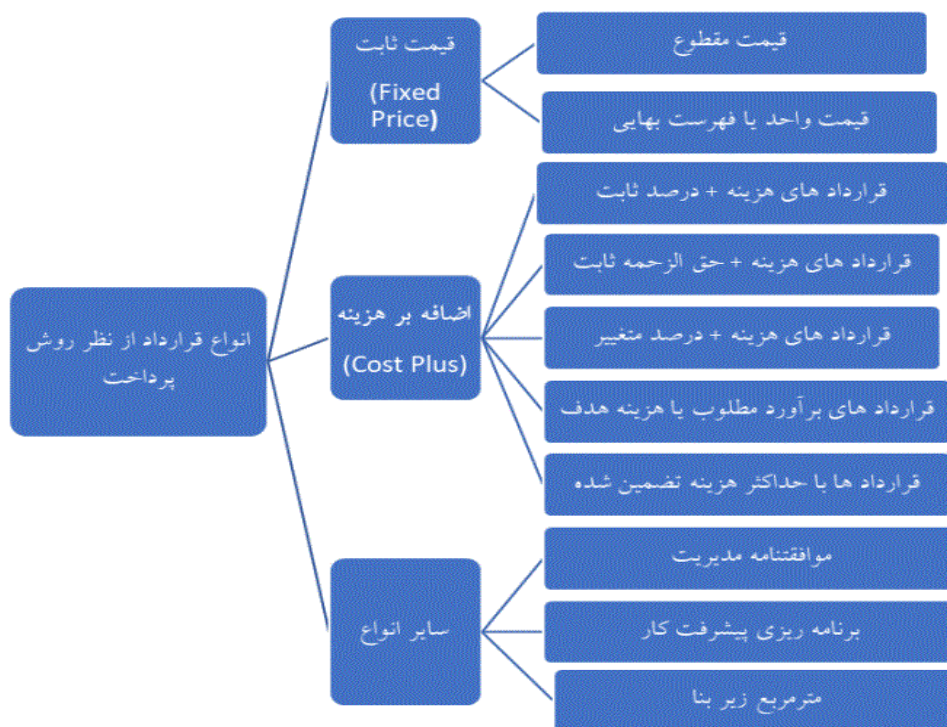 انواع قرارداد از نظر روش
پرداخت
قیمت ثابت
(Fixed
Price)
قیمت مقطوع
قیمت واحد یا فهرست بهایی
اضافه بر هزینه
(Cost Plus)
قرارداد های هزینه + درصد ثابت
قرارداد های هزینه + حق الزحمه ثابت
قرارداد های هزینه + درصد متغییر
قرارداد های برآورد مطلوب یا هزینه هدف
قرارداد ها با حداکثر هزینه تضمین شده
سایر انواع
موافقتنامه مدیریت
برنامه ریزی پیشرفت کار
مترمربع زیر بنا